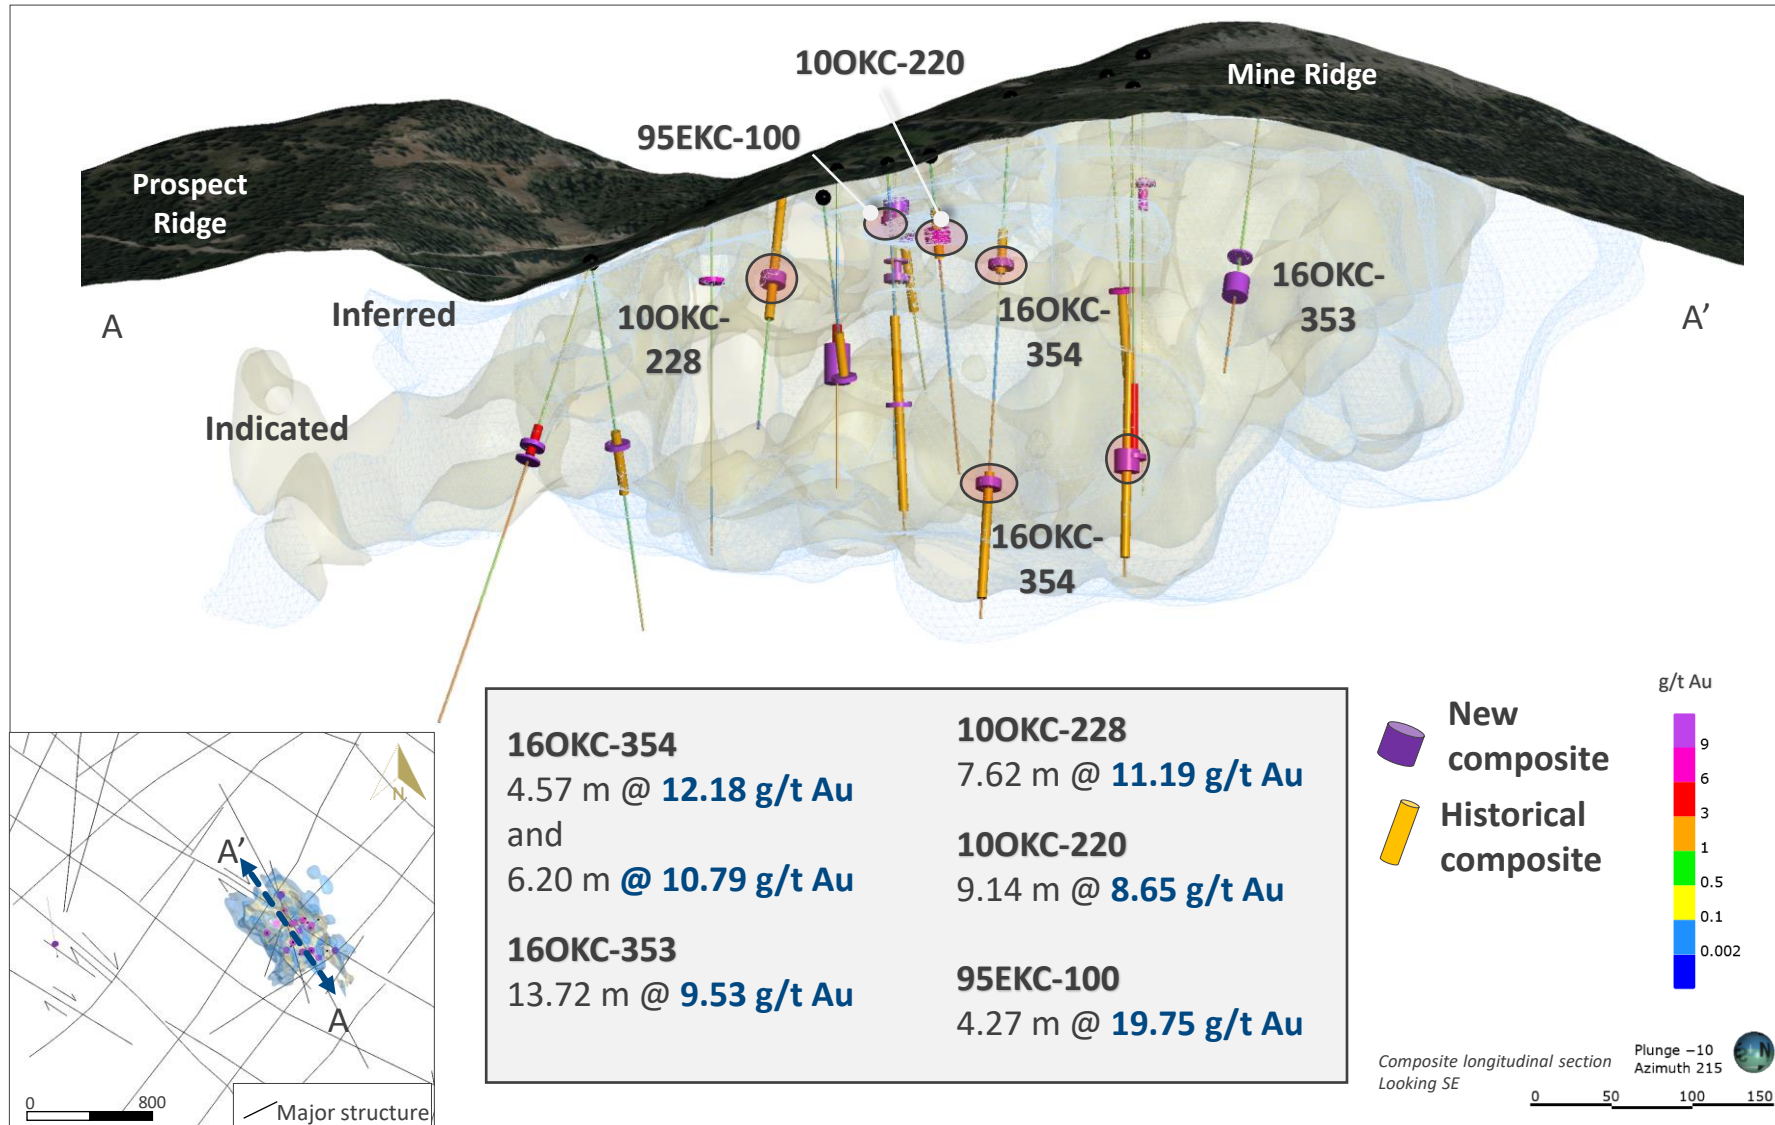 10OKC-220
Mine Ridge
95EKC-100
Prospect
Ridge
A
Inferred
10OKC-
228
16OKC-
354
16OKC-
353
A’
Indicated
16OKC-
354
16OKC-354
4.57 m @ 12.18 g/t Au
and
6.20 m @ 10.79 g/t Au
16OKC-353
13.72 m @ 9.53 g/t Au
10OKC-228
7.62 m @ 11.19 g/t Au
10OKC-220
9.14 m @ 8.65 g/t Au
95EKC-100
4.27 m @ 19.75 g/t Au
New
composite
Historical
composite
g/t Au
9
6
3
1
0.5
0.1
0.002
N
A’
A
0 800
Major structure
Composite longitudinal section
Looking SE
Plunge −10
Azimuth 215
E N
0 50 100 150